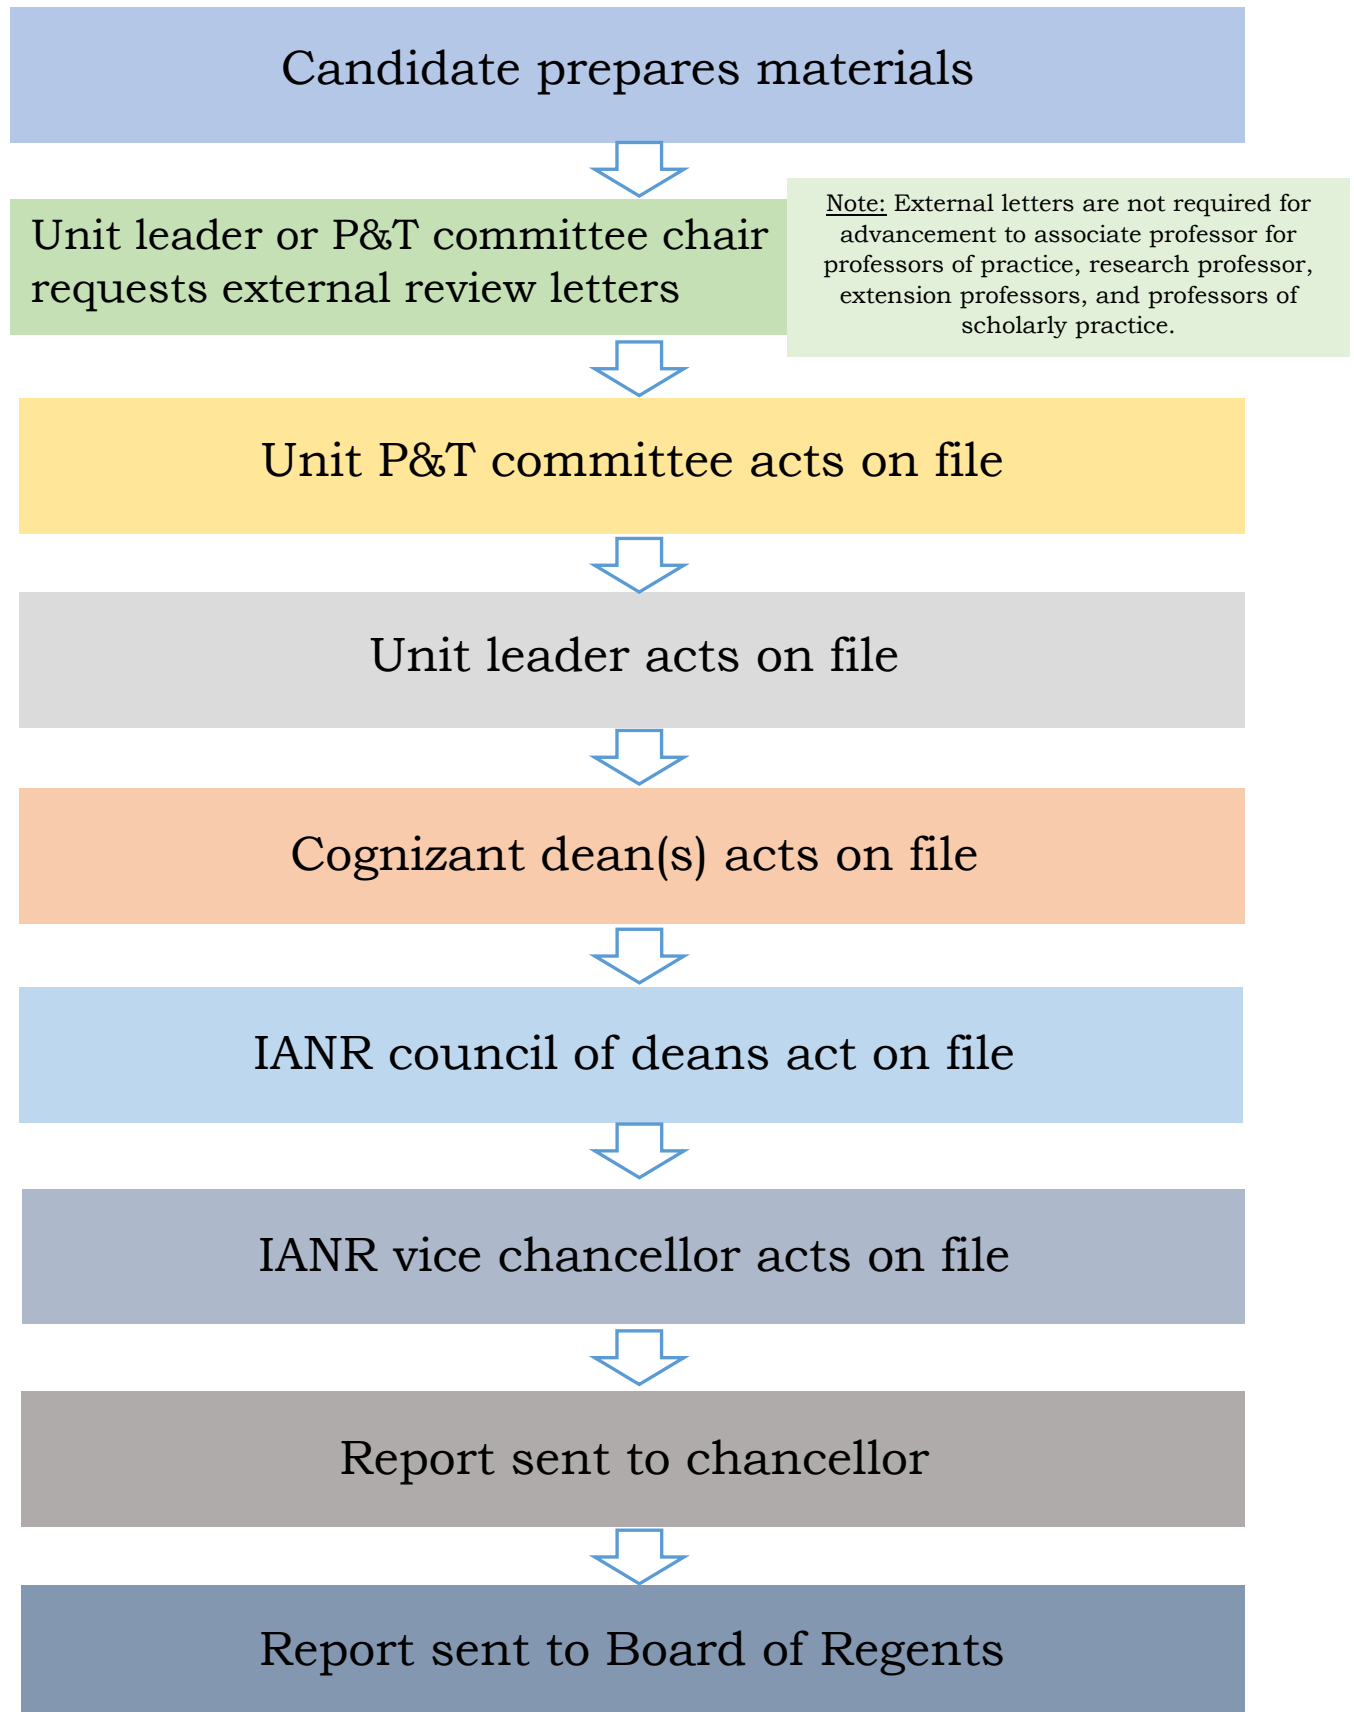 Candidate prepares materials
Unit leader or P&T committee chair
requests external review letters
Note: External letters are not required for
advancement to associate professor for
professors of practice, research professor,
extension professors, and professors of
scholarly practice.
Unit P&T committee acts on file
Unit leader acts on file
Cognizant dean(s) acts on file
IANR council of deans act on file
IANR vice chancellor acts on file
Report sent to chancellor
Report sent to Board of Regents